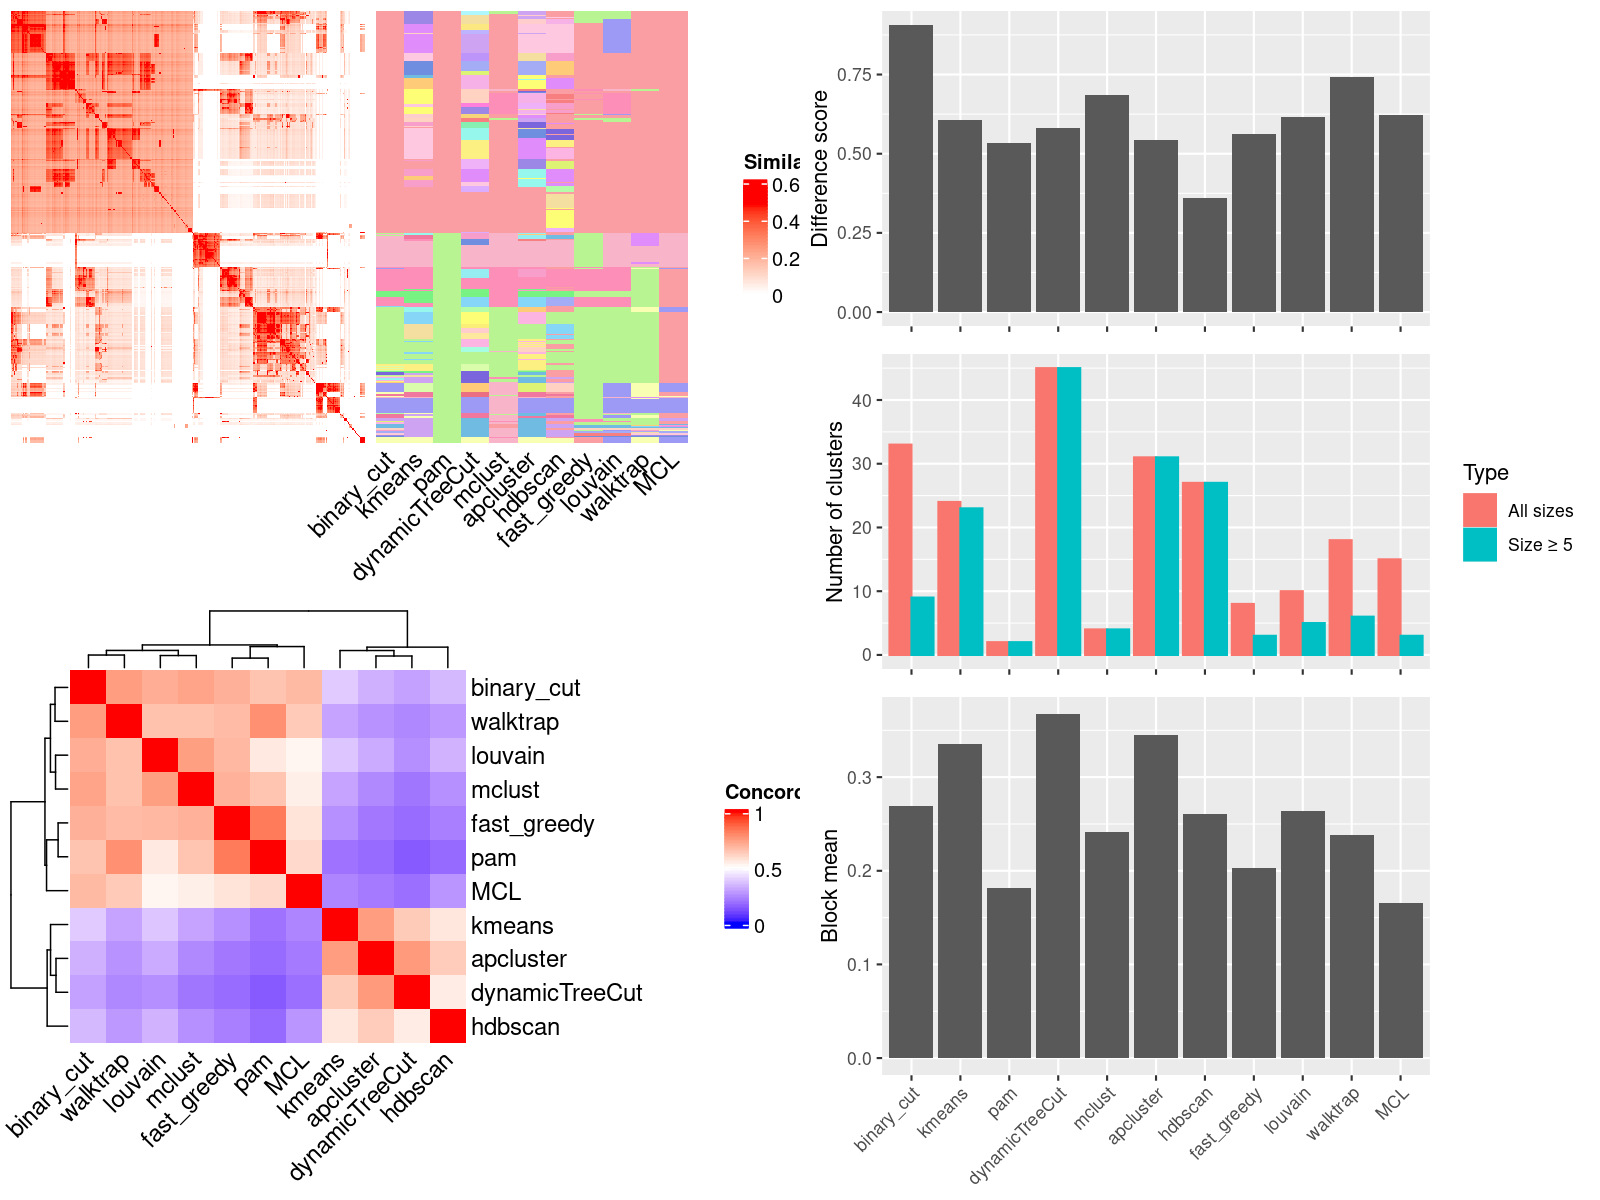 Simila
0.6
0.4
0.2
0
binary_cut
kmeans
pam
dynamicTreeCut
mclust
apcluster
hdbscan
fast_greedy
louvain
walktrap
MCL
binary_cut
walktrap
louvain
mclust
fast_greedy
pam
MCL
kmeans
apcluster
dynamicTreeCut
hdbscan
binary_cut
walktrap
louvain
mclust
fast_greedy
pam
MCL
kmeans
apcluster
dynamicTreeCut
hdbscan
Concord
1
0.5
0
Difference score
0.75
0.50
0.25
0.00
Number of clusters
40
30
20
10
0
Type
All sizes
Size ≥ 5
Block mean
0.3
0.2
0.1
0.0
binary_cut
kmeans
pam
dynamicTreeCut
mclust
apcluster
hdbscan
fast_greedy
louvain
walktrap
MCL